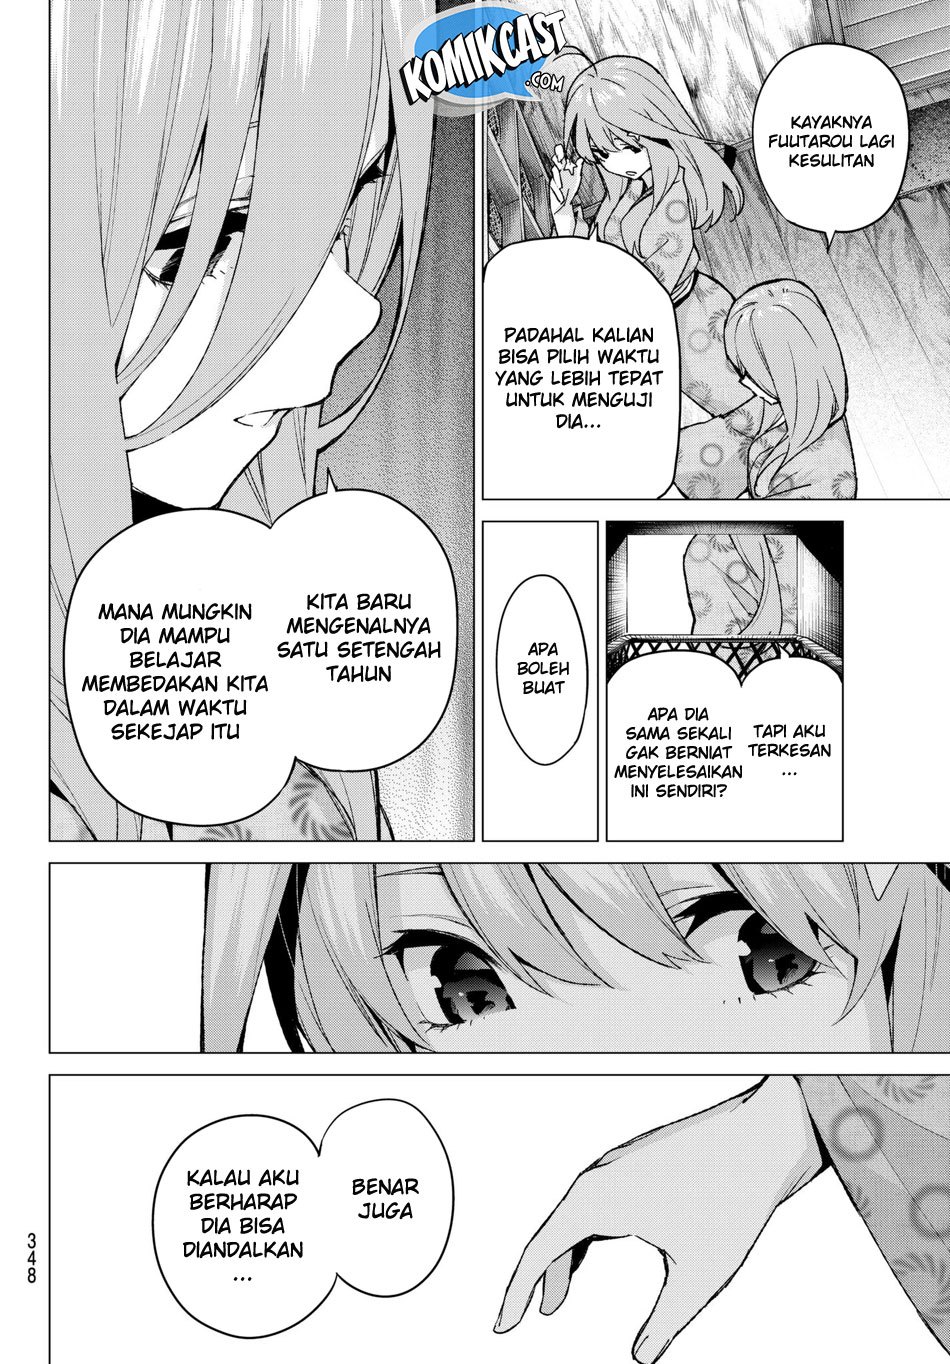 KOMIKCAST
.COM
KAYAKNYA
FUUTAROU LAGI
KESULITAN
PADAHAL KALIAN
BISA PILIH WAKTU
YANG LEBIH TEPAT
UNTUK MENGUJI
DIA...
TAPI AKU
TERKESAN
...
APA DIA
SAMA SEKALI
GAK BERNIAT
MENYELESAIKAN
INI SENDIRI?
APA
BOLEH
BUAT
KITA BARU
MENGENALNYA
SATU SETENGAH
TAHUN
MANA MUNGKIN
DIA MAMPU
BELAJAR
MEMBEDAKAN KITA
DALAM WAKTU
SEKEJAP ITU
BENAR
JUGA
KALAU AKU
BERHARAP
DIA BISA
DIANDALKAN
...
348